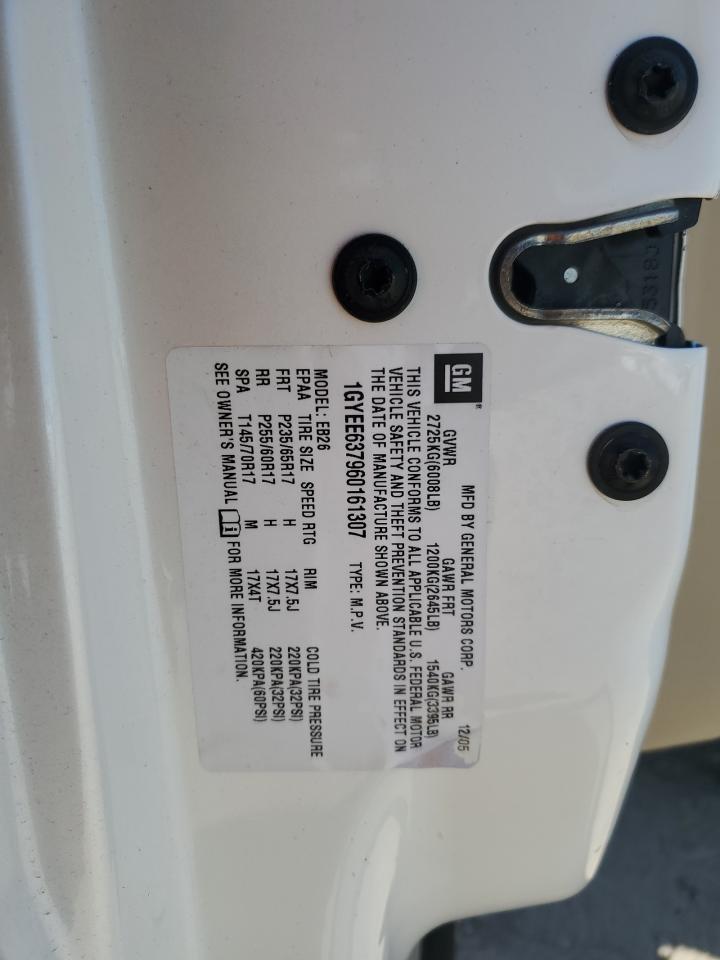 GM®
MFD BY GENERAL MOTORS CORP. 12/05
GVWR GAWR FRT GAWR RR
2725KG(6008LB) 1200KG(2645LB) 1540KG(3395LB)
THIS VEHICLE CONFORMS TO ALL APPLICABLE U.S. FEDERAL MOTOR
VEHICLE SAFETY AND THEFT PREVENTION STANDARDS IN EFFECT ON
THE DATE OF MANUFACTURE SHOWN ABOVE.
1GYEE637960161307 TYPE: M.P.V.
MODEL: EB26
EPAA TIRE SIZE SPEED RTG RIM COLD TIRE PRESSURE
FRT P235/65R17 H 17X7.5J 220KPA(32PSI)
RR P255/60R17 H 17X7.5J 220KPA(32PSI)
SPA T145/70R17 M 17X4T 420KPA(60PSI)
SEE OWNER'S MANUAL i FOR MORE INFORMATION.